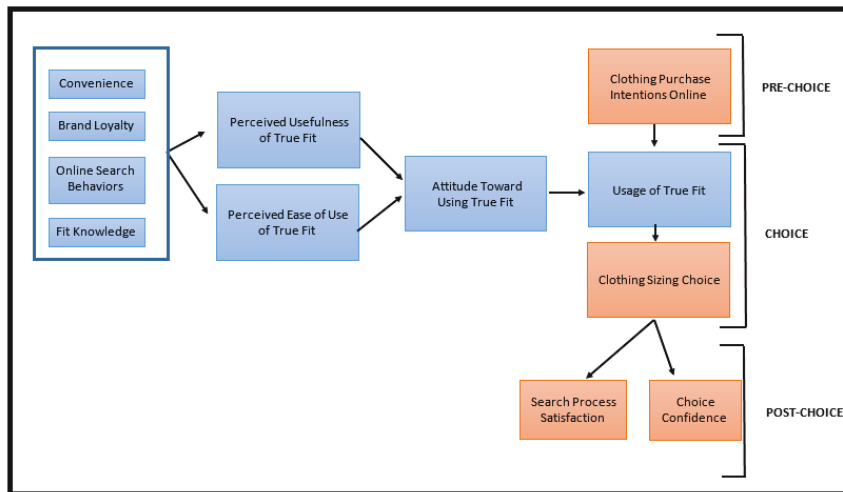 Convenience
Brand Loyalty
Online Search
Behaviors
Fit Knowledge
Perceived Usefulness
of True Fit
Perceived Ease of Use
of True Fit
Attitude Toward
Using True Fit
Clothing Purchase
Intentions Online
Usage of True Fit
Clothing Sizing Choice
Search Process
Satisfaction
Choice
Confidence
PRE-CHOICE
CHOICE
POST-CHOICE